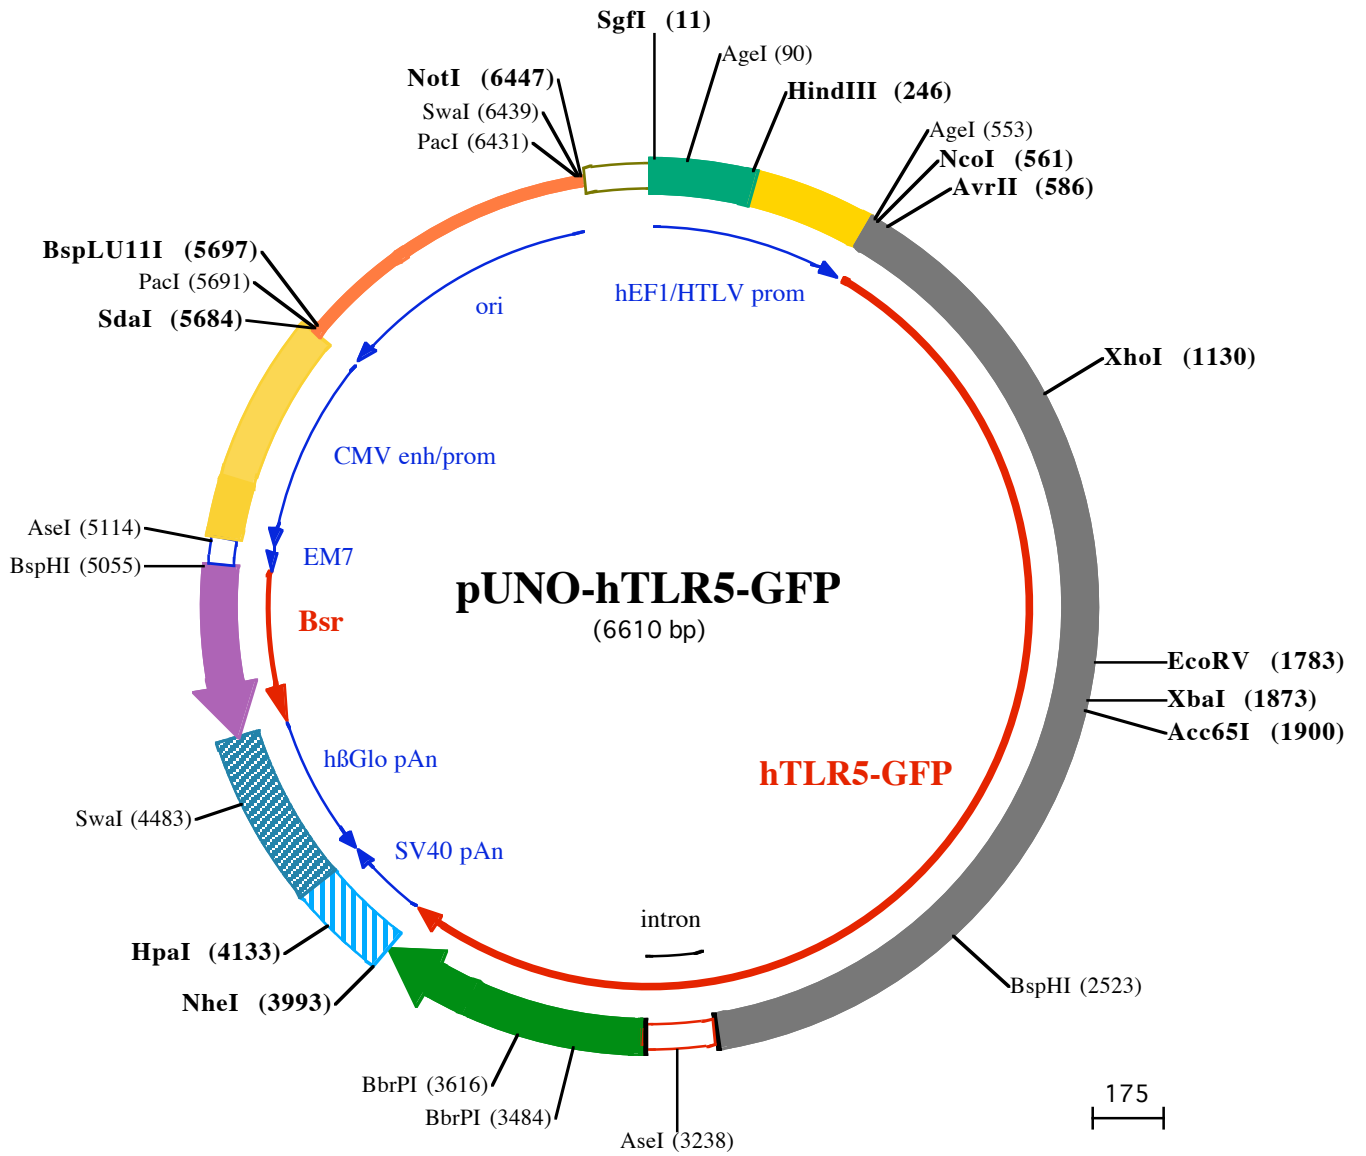 SgfI (11)
AgeI (90)
NotI (6447)
HindIII (246)
SwaI (6439)
AgeI (553)
PacI (6431)
NcoI (561)
AvrII (586)
BspLU11I (5697)
PacI (5691)
hEF1/HTLV prom
ori
SdaI (5684)
XhoI (1130)
CMV enh/prom
AseI (5114)
EM7
BspHI (5055)
pUNO-hTLR5-GFP
Bsr
(6610 bp)
EcoRV (1783)
XbaI (1873)
Acc65I (1900)
hßGlo pAn
hTLR5-GFP
SwaI (4483)
SV40 pAn
intron
HpaI (4133)
BspHI (2523)
NheI (3993)
BbrPI (3616)
175
BbrPI (3484)
AseI (3238)